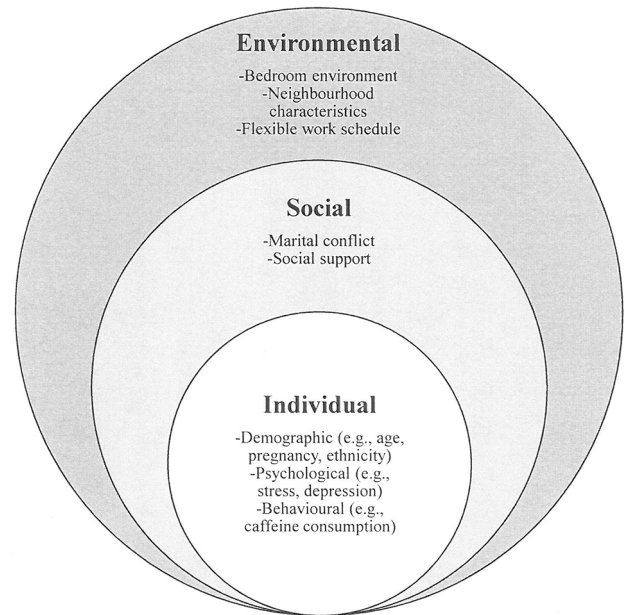 Environmental
-Bedroom environment
-Neighbourhood
characteristics
-Flexible work schedule
Social
-Marital conflict
-Social support
Individual
-Demographic (e.g., age,
pregnancy, ethnicity)
-Psychological (e.g.,
stress, depression)
-Behavioural (e.g.,
caffeine consumption)